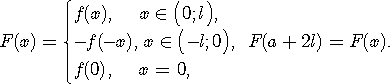 F(x) = { f(x), x ∈ (0; l),
-f(-x), x ∈ (-l; 0), F(a + 2l) = F(x).
f(0), x = 0,